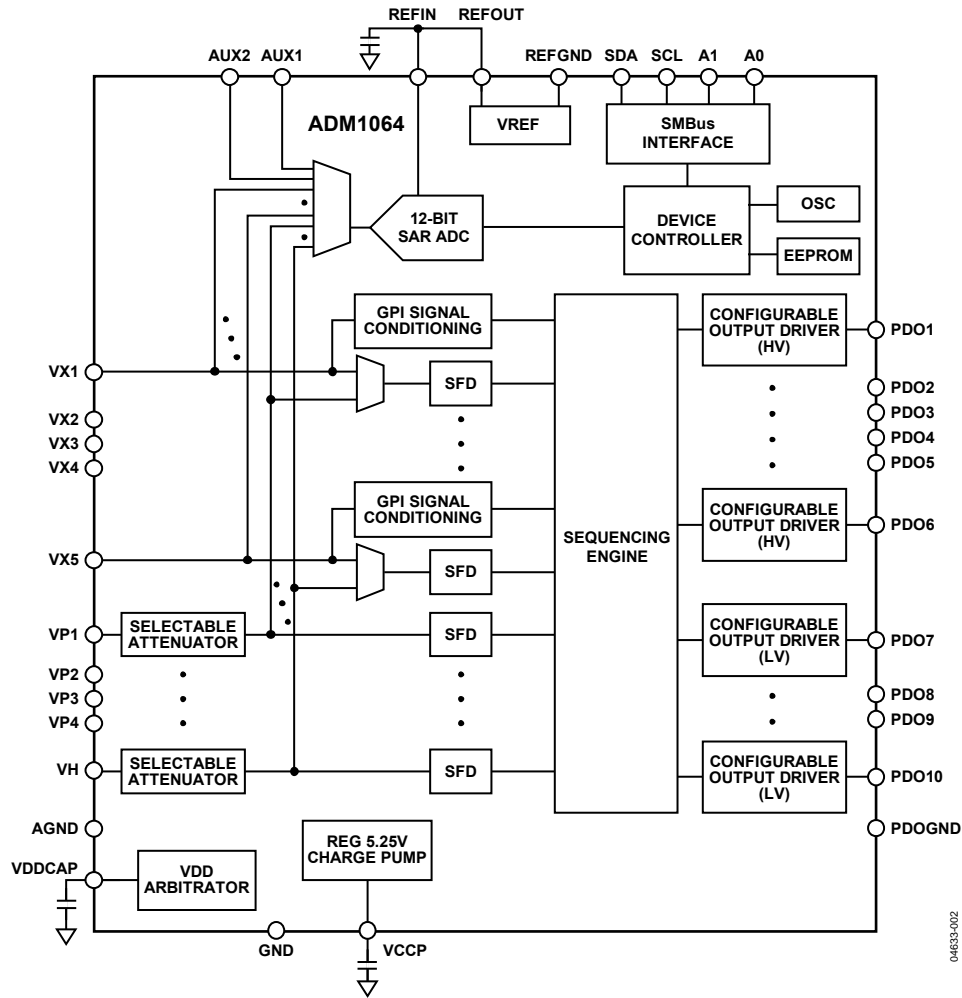 REFIN REFOUT
AUX2 AUX1
REFGND SDA SCL A1 A0
ADM1064
VREF
SMBus
INTERFACE
12-BIT
SAR ADC
DEVICE
CONTROLLER
OSC
EEPROM
GPI SIGNAL
CONDITIONING
SFD
GPI SIGNAL
CONDITIONING
SFD
SEQUENCING
ENGINE
CONFIGURABLE
OUTPUT DRIVER
(HV)
PDO1
PDO2
PDO3
PDO4
PDO5
CONFIGURABLE
OUTPUT DRIVER
(HV)
PDO6
VX1
VX2
VX3
VX4
VX5
VP1
SELECTABLE
ATTENUATOR
SFD
CONFIGURABLE
OUTPUT DRIVER
(LV)
PDO7
VP2
VP3
VP4
PDO8
PDO9
VH
SELECTABLE
ATTENUATOR
SFD
CONFIGURABLE
OUTPUT DRIVER
(LV)
PDO10
AGND
PDOGND
VDDCAP
VDD
ARBITRATOR
REG 5.25V
CHARGE PUMP
GND
VCCP
04633-002